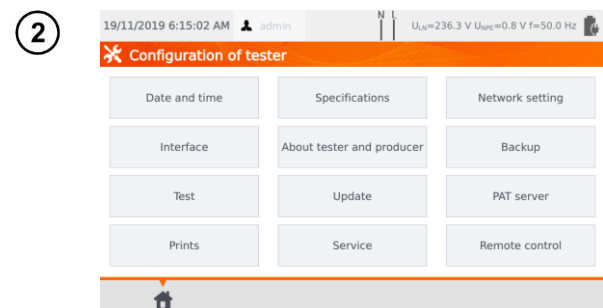 2
19/11/2019 6:15:02 AM admin N L ULN=236.3 V UNPE=0.8 V f=50.0 Hz
Configuration of tester
Date and time Specifications Network setting
Interface About tester and producer Backup
Test Update PAT server
Prints Service Remote control